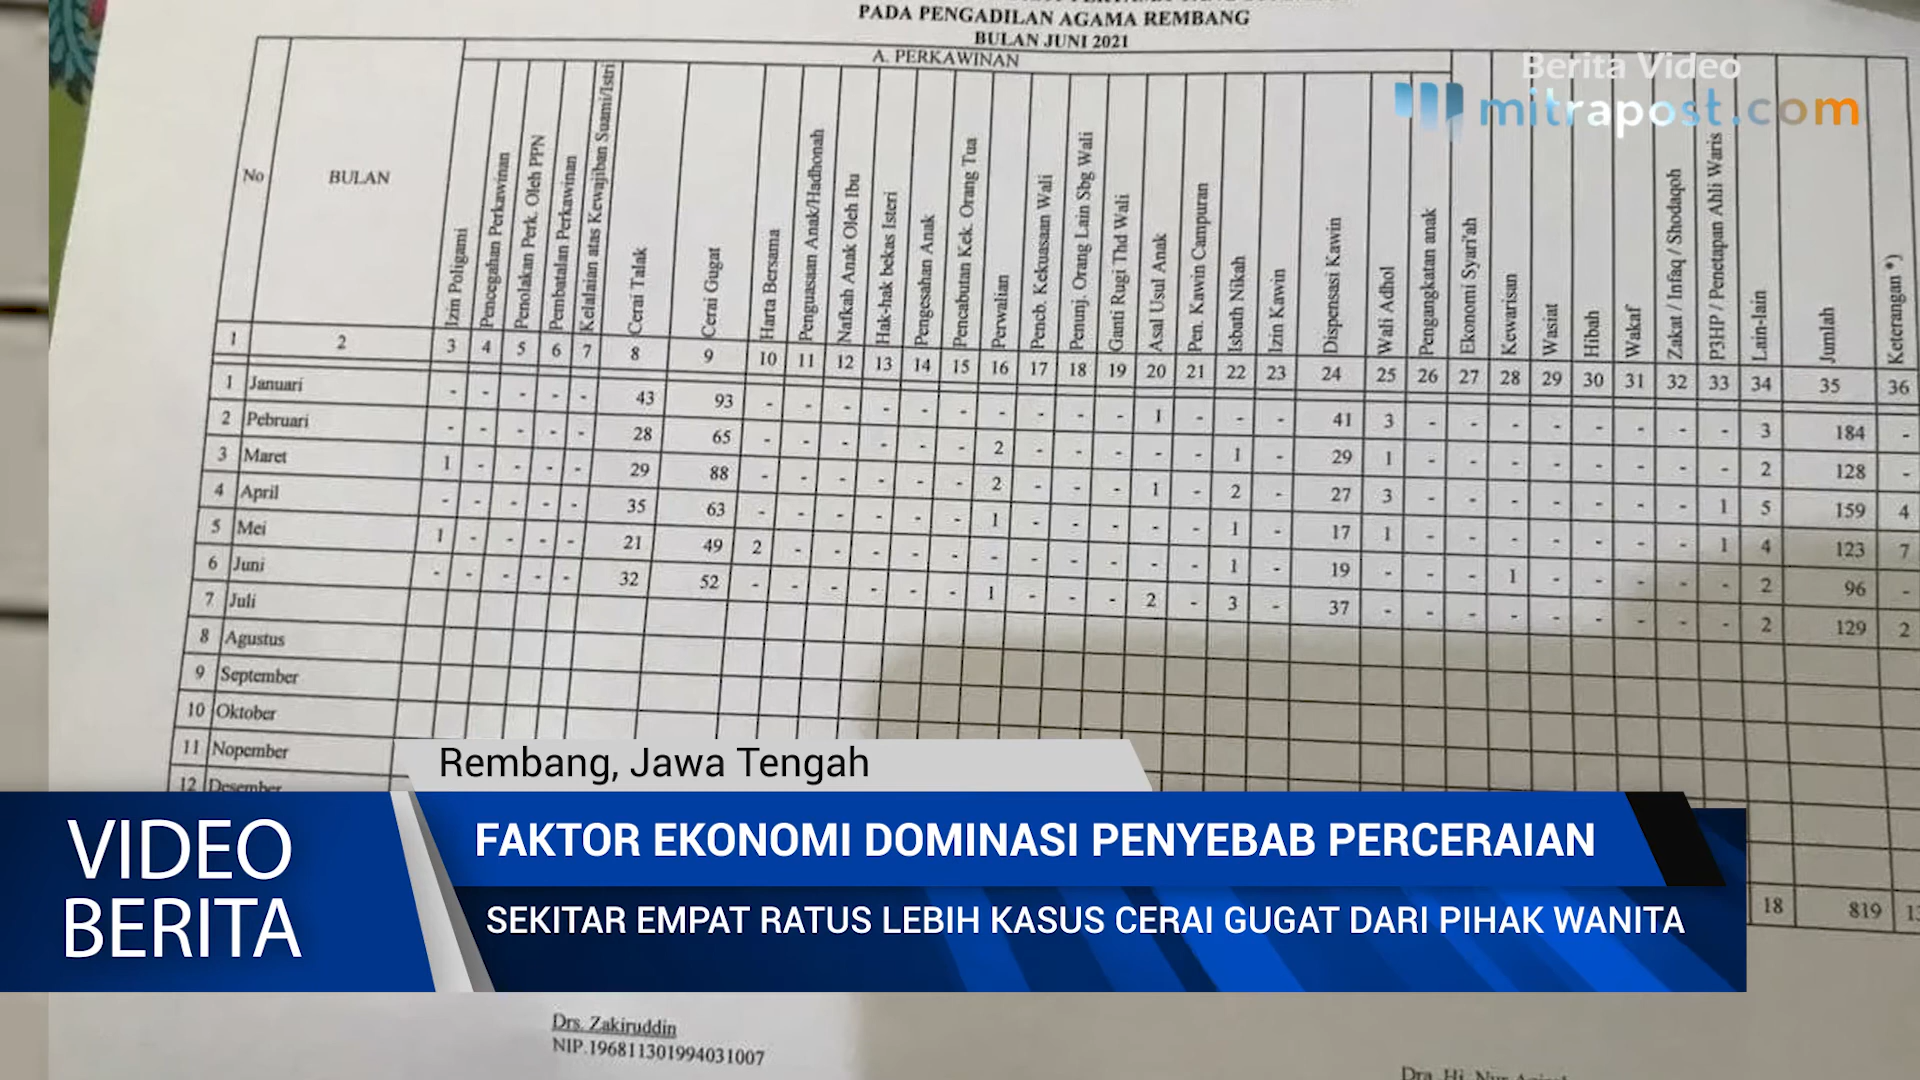 PADA PENGADILAN AGAMA REMBANG
BULAN JUNI 2021
Berita Video
mitrapost.com
A. PERKAWINAN
No
BULAN
Izin Poligami
Pencegahan Perkawinan
Penolakan Perk. Oleh PPN
Pembatalan Perkawinan
Kelalaian atas Kewajiban Suami/Istri
Cerai Talak
Cerai Gugat
Harta Bersama
Penguasaan Anak/Hadhonah
Nafkah Anak Oleh Ibu
Hak-hak bekas Isteri
Pengesahan Anak
Pencabutan Kek. Orang Tua
Perwalian
Pencb. Kekuasaan Wali
Penunj. Orang Lain Sbg Wali
Ganti Rugi Thd Wali
Asal Usul Anak
Pen. Kawin Campuran
Isbath Nikah
Izin Kawin
Dispensasi Kawin
Wali Adhol
Pengangkatan anak
Ekonomi Syari'ah
Kewarisan
Wasiat
Hibah
Wakaf
Zakat / Infaq / Shodaqoh
P3HP / Penetapan Ahli Waris
Lain-lain
Jumlah
Keterangan *)
1 2 3 4 5 6 7 8 9 10 11 12 13 14 15 16 17 18 19 20 21 22 23 24 25 26 27 28 29 30 31 32 33 34 35 36
1 Januari - - - - - 43 93 - - - - - - - - - - 1 - - - 41 3 - - - - - - - - 3 184 -
2 Pebruari - - - - - 28 65 - - - - - - 2 - - - - - 1 - 29 1 - - - - - - - - 2 128 -
3 Maret 1 - - - - 29 88 - - - - - - 2 - - - 1 - 2 - 27 3 - - - - - - - 1 5 159 4
4 April - - - - - 35 63 - - - - - - 1 - - - - - 1 - 17 1 - - - - - - - 1 4 123 7
5 Mei 1 - - - - 21 49 2 - - - - - - - - - - - 1 - 19 - - - 1 - - - - - 2 96 -
6 Juni - - - - - 32 52 - - - - - - 1 - - - 2 - 3 - 37 - - - - - - - - - 2 129 2
7 Juli
8 Agustus
9 September
10 Oktober
11 Nopember
12 Desember
18 819
Rembang, Jawa Tengah
VIDEO
BERITA
FAKTOR EKONOMI DOMINASI PENYEBAB PERCERAIAN
SEKITAR EMPAT RATUS LEBIH KASUS CERAI GUGAT DARI PIHAK WANITA
Drs. Zakiruddin
NIP.196811301994031007